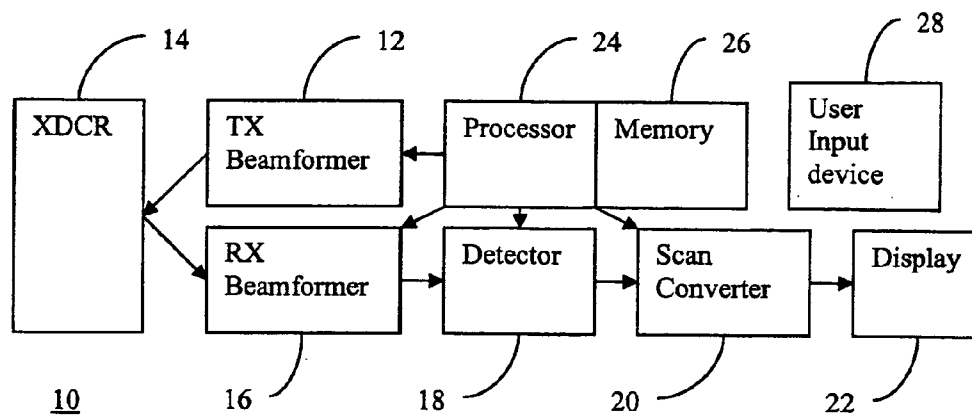 14
12
24
26
28
XDCR
TX
Beamformer
Processor
Memory
User
Input
device
RX
Beamformer
Detector
Scan
Converter
Display
10
16
18
20
22